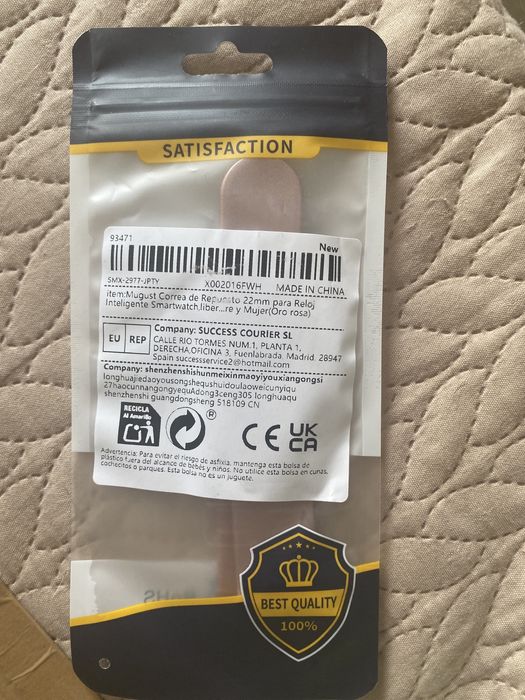 SATISFACTION
93471
New
SMX-2977-JPTY
X002016FWH MADE IN CHINA
item:Mugust Correa de Repuesto 22mm para Reloj
Inteligente Smartwatch,liber...re y Mujer(Oro rosa)
EU REP
Company: SUCCESS COURIER SL
CALLE RIO TORMES NUM.1, PLANTA 1,
DERECHA,OFICINA 3, Fuenlabrada, Madrid, 28947
Spain successservice2@hotmail.com
Company: shenzhenshishunmeixinmaoyiyouxiangongsi
longhuajiedaoyousongshequshuidoulaoweicunyiqu
27haocunnangongyequAdong3ceng305 longhuaqu
shenzhenshi guangdongsheng 518109 CN
RECICLA
Al Amarillo
®
CE UK
CA
Advertencia: Para evitar el riesgo de asfixia, mantenga esta bolsa de
plástico fuera del alcance de bebés y niños. No utilice esta bolsa en cunas,
cochecitos o parques. Esta bolsa no es un juguete.
BEST QUALITY
100%